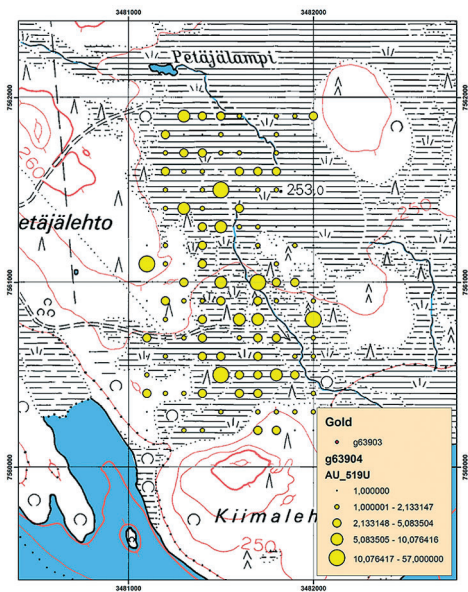 3481000
3482000
Petäjälampi
7562000
7562000
260
253.0
250
etäjälehto
7561000
7561000
Gold
g63903
g63904
AU_519U
1,000000
1,000001 - 2,133147
2,133148 - 5,083504
5,083505 - 10,076416
10,076417 - 57,000000
7560000
7560000
Kiimaleh
250
3481000
3482000